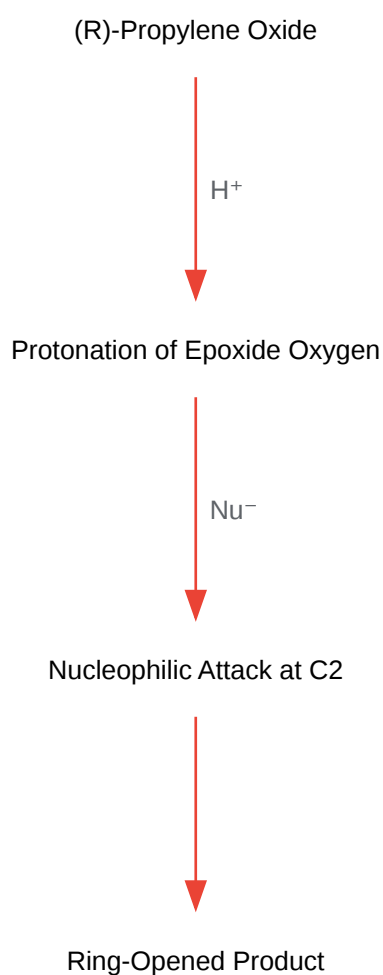 (R)-Propylene Oxide
H⁺
Protonation of Epoxide Oxygen
Nu⁻
Nucleophilic Attack at C2
Ring-Opened Product